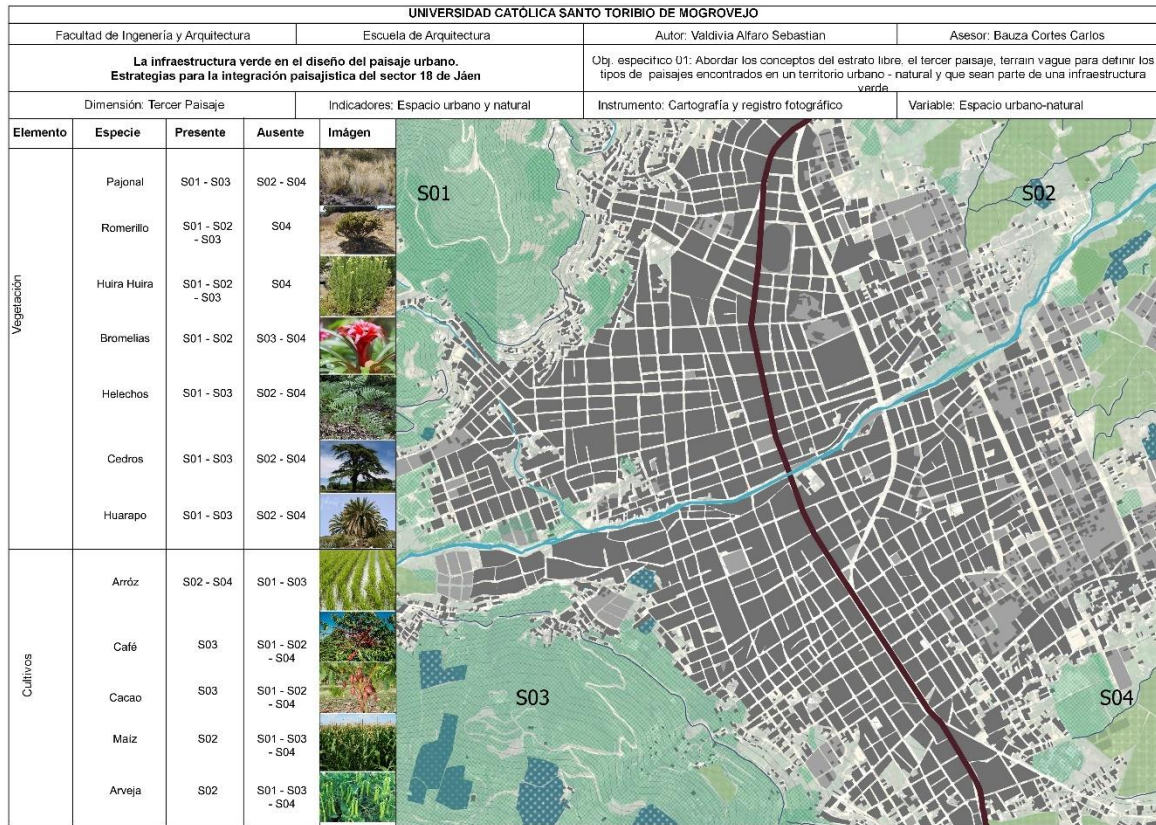 UNIVERSIDAD CATÓLICA SANTO TORIBIO DE MOGROVEJO
Facultad de Ingenería y Arquitectura
Escuela de Arquitectura
Autor: Valdivia Alfaro Sebastian
Asesor: Bauza Cortes Carlos
La infraestructura verde en el diseño del paisaje urbano.
Estrategias para la integración paisajística del sector 18 de Jáen
Obj. especifico 01: Abordar los conceptos del estrato libre, el tercer paisaje, terrain vague para definir los
tipos de paisajes encontrados en un territorio urbano - natural y que sean parte de una infraestructura
verde
Dimensión: Tercer Paisaje
Indicadores: Espacio urbano y natural
Instrumento: Cartografía y registro fotográfico
Variable: Espacio urbano-natural
Elemento Especie Presente Ausente Imágen
Vegetación
Pajonal S01 - S03 S02 - S04
Romerillo S01 - S02 - S03 S04
Huira Huira S01 - S02 - S03 S04
Bromelias S01 - S02 S03 - S04
Helechos S01 - S03 S02 - S04
Cedros S01 - S03 S02 - S04
Huarapo S01 - S03 S02 - S04
Cultivos
Arróz S02 - S04 S01 - S03
Café S03 S01 - S02 - S04
Cacao S03 S01 - S02 - S04
Maíz S02 S01 - S03 - S04
Arveja S02 S01 - S03 - S04
S01
S02
S03
S04